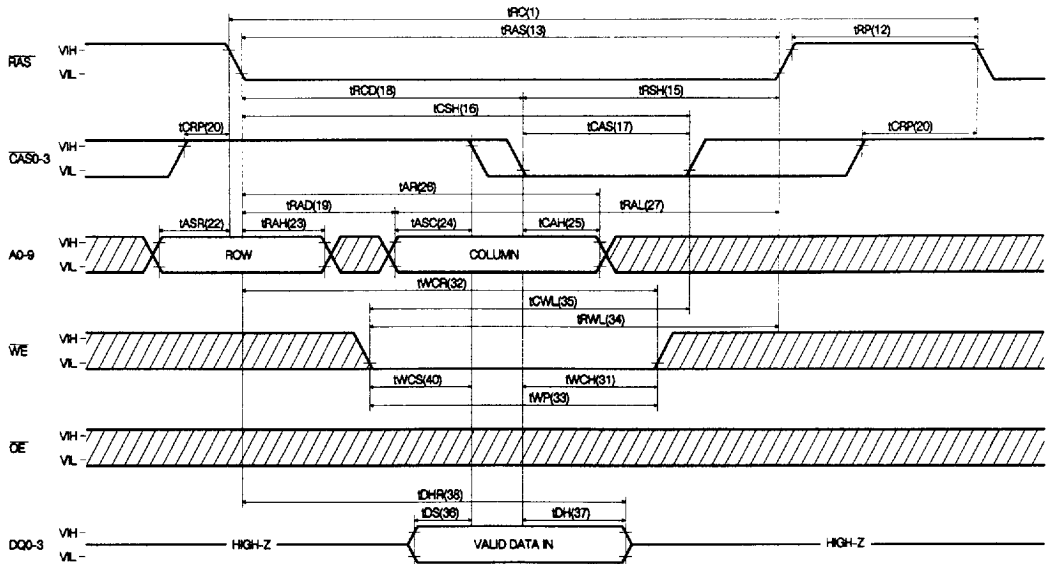 tRC(1)
tRAS(13) tRP(12)
RAS VIH
VIL
tRCD(18) tRSH(15)
tCSH(16)
tCRP(20) tCAS(17) tCRP(20)
CAS0-3 VIH
VIL
tAR(26)
tRAD(19) tRAL(27)
tASR(22) tRAH(23) tASC(24) tCAH(25)
A0-9 VIH
VIL
ROW COLUMN
tWCR(32)
tCWL(35)
tRWL(34)
WE VIH
VIL
tWCS(40) tWCH(31)
tWP(33)
OE VIH
VIL
tDHR(38)
tDS(36) tDH(37)
DQ0-3 VIH
VIL
HIGH-Z VALID DATA IN HIGH-Z